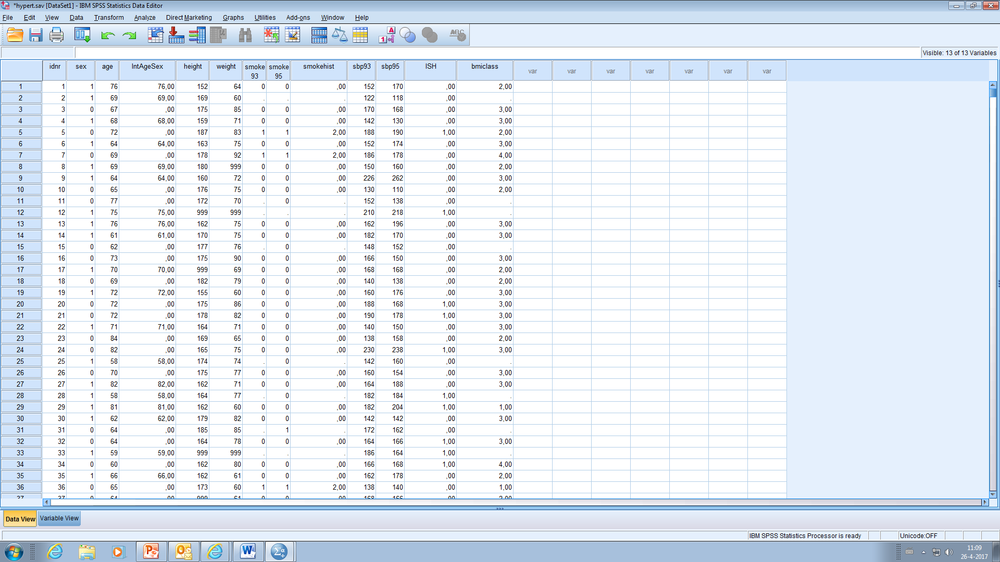 *hypert.sav [DataSet1] - IBM SPSS Statistics Data Editor
File Edit View Data Transform Analyze Direct Marketing Graphs Utilities Add-ons Window Help
Visible: 13 of 13 Variables
idnr sex age IntAgeSex height weight smoke93 smoke95 smokehist sbp93 sbp95 ISH bmiclass var var var var var var var
1 1 1 76 76,00 152 64 0 0 ,00 152 170 ,00 2,00
2 2 1 69 69,00 169 60 . . . 122 118 ,00 .
3 3 0 67 ,00 175 85 0 0 ,00 170 168 ,00 3,00
4 4 1 68 68,00 159 71 0 0 ,00 142 130 ,00 3,00
5 5 0 72 ,00 187 83 1 1 2,00 188 190 1,00 2,00
6 6 1 64 64,00 163 75 0 0 ,00 152 174 ,00 3,00
7 7 0 69 ,00 178 92 1 1 2,00 186 178 ,00 4,00
8 8 1 69 69,00 180 999 0 0 ,00 150 160 ,00 2,00
9 9 1 64 64,00 160 72 0 0 ,00 226 262 ,00 3,00
10 10 0 65 ,00 176 75 0 0 ,00 130 110 ,00 2,00
11 11 0 77 ,00 172 70 . 0 . 152 138 ,00 .
12 12 1 75 75,00 999 999 . . . 210 218 1,00 .
13 13 1 76 76,00 162 75 0 0 ,00 162 196 ,00 3,00
14 14 1 61 61,00 170 75 0 0 ,00 182 170 ,00 3,00
15 15 0 62 ,00 177 76 . 0 . 148 152 ,00 .
16 16 0 73 ,00 175 90 0 0 ,00 166 150 ,00 3,00
17 17 1 70 70,00 999 69 0 0 ,00 168 168 ,00 2,00
18 18 0 69 ,00 182 79 0 0 ,00 140 138 ,00 2,00
19 19 1 72 72,00 155 60 0 0 ,00 160 176 ,00 3,00
20 20 0 72 ,00 175 86 0 0 ,00 188 168 1,00 3,00
21 21 0 72 ,00 178 82 0 0 ,00 190 178 1,00 3,00
22 22 1 71 71,00 164 71 0 0 ,00 140 150 ,00 3,00
23 23 0 84 ,00 169 65 0 0 ,00 138 158 ,00 2,00
24 24 0 82 ,00 165 75 0 0 ,00 230 238 1,00 3,00
25 25 1 58 58,00 174 74 . 0 . 142 160 ,00 .
26 26 0 70 ,00 175 77 0 0 ,00 160 154 ,00 3,00
27 27 1 82 82,00 162 71 0 0 ,00 164 188 ,00 3,00
28 28 1 58 58,00 164 77 . 0 . 182 184 1,00 .
29 29 1 81 81,00 162 60 0 0 ,00 182 204 1,00 1,00
30 30 1 62 62,00 179 82 0 0 ,00 142 142 ,00 3,00
31 31 0 64 ,00 185 85 . 1 . 172 162 ,00 .
32 32 0 64 ,00 164 78 0 0 ,00 164 166 1,00 3,00
33 33 1 59 59,00 999 999 . . . 186 164 1,00 .
34 34 0 60 ,00 162 80 0 0 ,00 166 168 1,00 4,00
35 35 1 66 66,00 162 61 0 0 ,00 162 178 ,00 2,00
36 36 0 65 ,00 173 60 1 1 2,00 138 140 ,00 1,00
37 37 0 64 ,00 999 61 0 0 ,00 168 166 ,00 2,00
Data View Variable View
IBM SPSS Statistics Processor is ready Unicode:OFF
11:09
26-4-2017